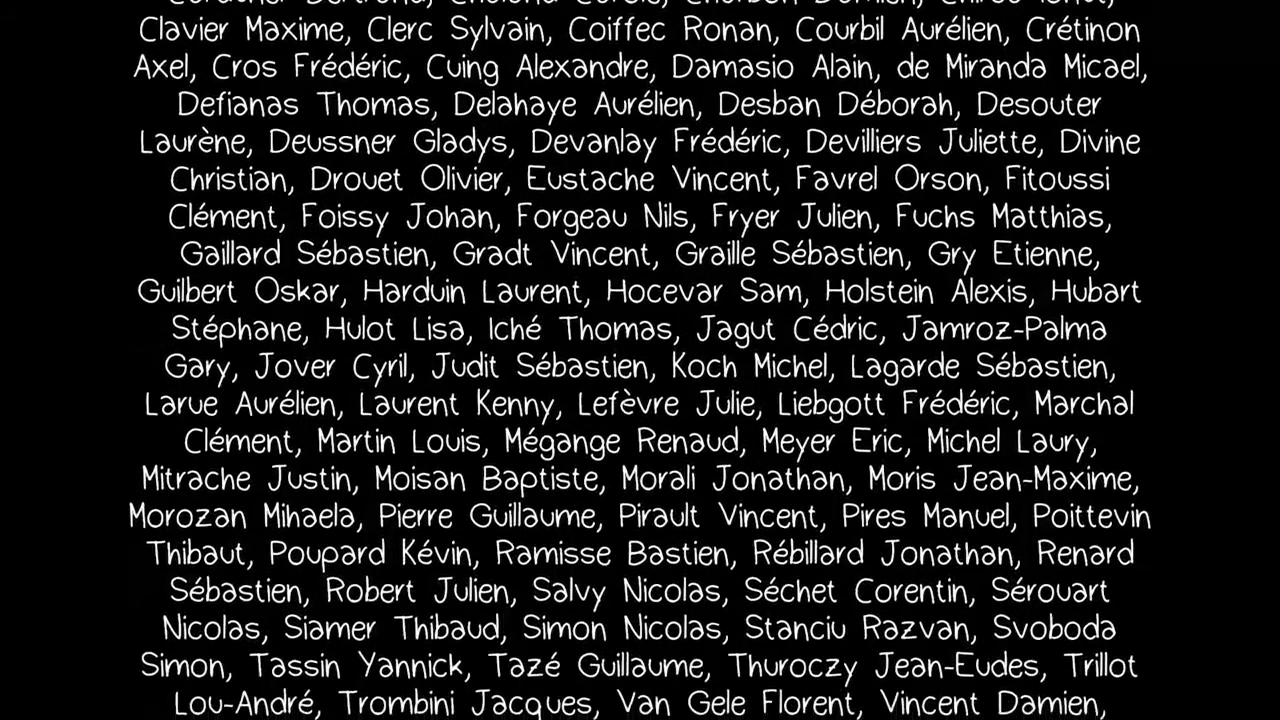 Clavier Maxime, Clerc Sylvain, Coiffec Ronan, Courbil Aurélien, Crétinon
Axel, Cros Frédéric, Cuing Alexandre, Damasio Alain, de Miranda Micael,
Defianas Thomas, Delahaye Aurélien, Desban Déborah, Desouter
Laurène, Deussner Gladys, Devanlay Frédéric, Devilliers Juliette, Divine
Christian, Drouet Olivier, Eustache Vincent, Favrel Orson, Fitoussi
Clément, Foissy Johan, Forgeau Nils, Fryer Julien, Fuchs Matthias,
Gaillard Sébastien, Gradt Vincent, Graille Sébastien, Gry Etienne,
Guilbert Oskar, Harduin Laurent, Hocevar Sam, Holstein Alexis, Hubart
Stéphane, Hulot Lisa, Iché Thomas, Jagut Cédric, Jamroz-Palma
Gary, Jover Cyril, Judit Sébastien, Koch Michel, Lagarde Sébastien,
Larue Aurélien, Laurent Kenny, Lefèvre Julie, Liebgott Frédéric, Marchal
Clément, Martin Louis, Mégange Renaud, Meyer Eric, Michel Laury,
Mitrache Justin, Moisan Baptiste, Morali Jonathan, Moris Jean-Maxime,
Morozan Mihaela, Pierre Guillaume, Pirault Vincent, Pires Manuel, Poittevin
Thibaut, Poupard Kévin, Ramisse Bastien, Rébillard Jonathan, Renard
Sébastien, Robert Julien, Salvy Nicolas, Séchet Corentin, Sérouart
Nicolas, Siamer Thibaud, Simon Nicolas, Stanciu Razvan, Svoboda
Simon, Tassin Yannick, Tazé Guillaume, Thuroczy Jean-Eudes, Trillot
Lou-André, Trombini Jacques, Van Gele Florent, Vincent Damien,